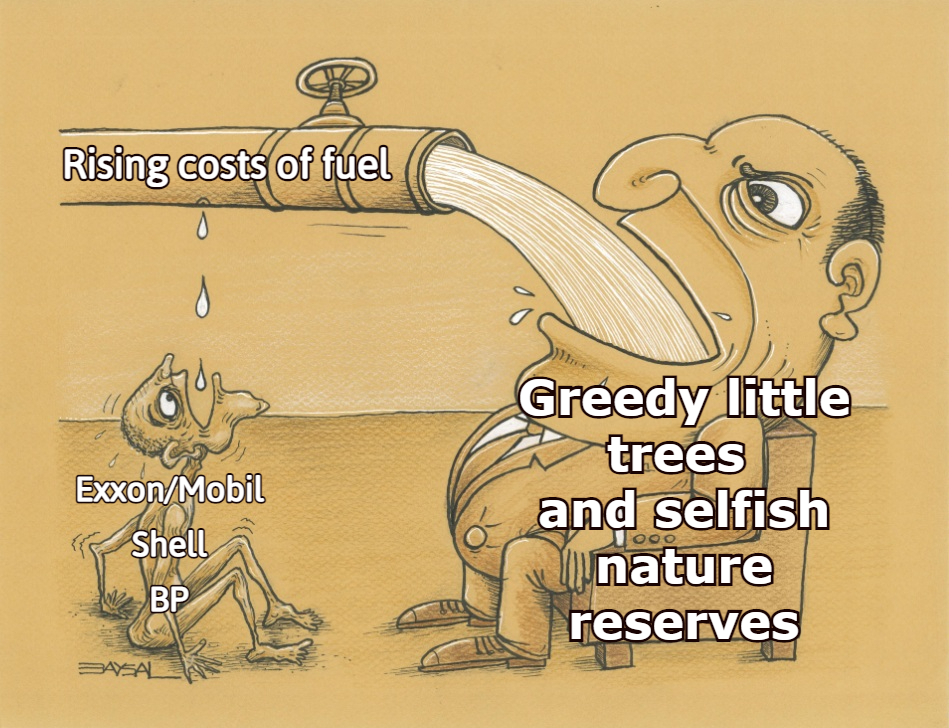 Rising costs of fuel
Greedy little
trees
and selfish
nature
reserves
Exxon/Mobil
Shell
BP
BAYSAL